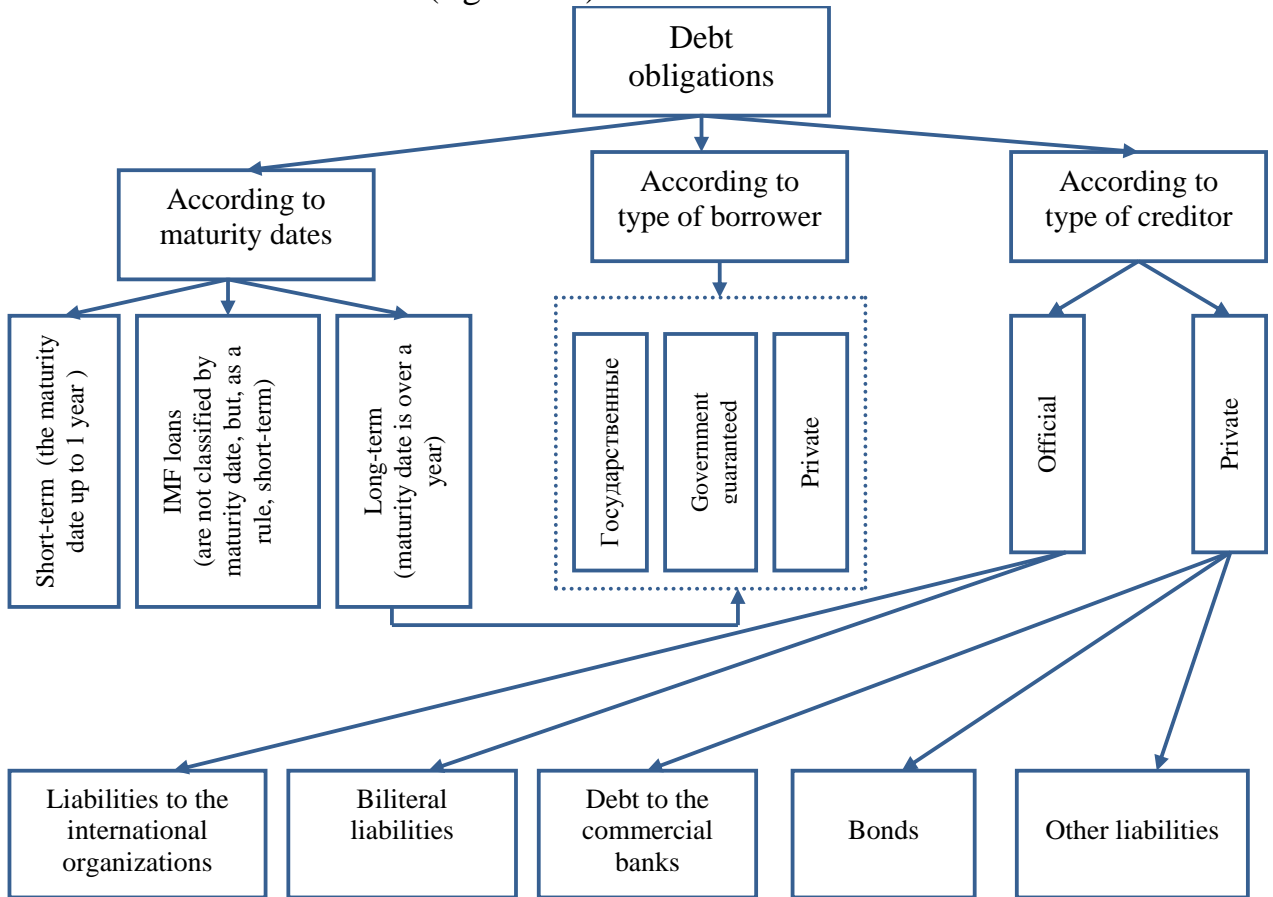 Debt
obligations
According to
maturity dates
According to
type of borrower
According to
type of creditor
Short-term (the maturity
date up to 1 year )
IMF loans
(are not classified by
maturity date, but, as a
rule, short-term)
Long-term
(maturity date is over a
year)
Государственные
Government
guaranteed
Private
Official
Private
Liabilities to the
international
organizations
Biliteral
liabilities
Debt to the
commercial
banks
Bonds
Other liabilities